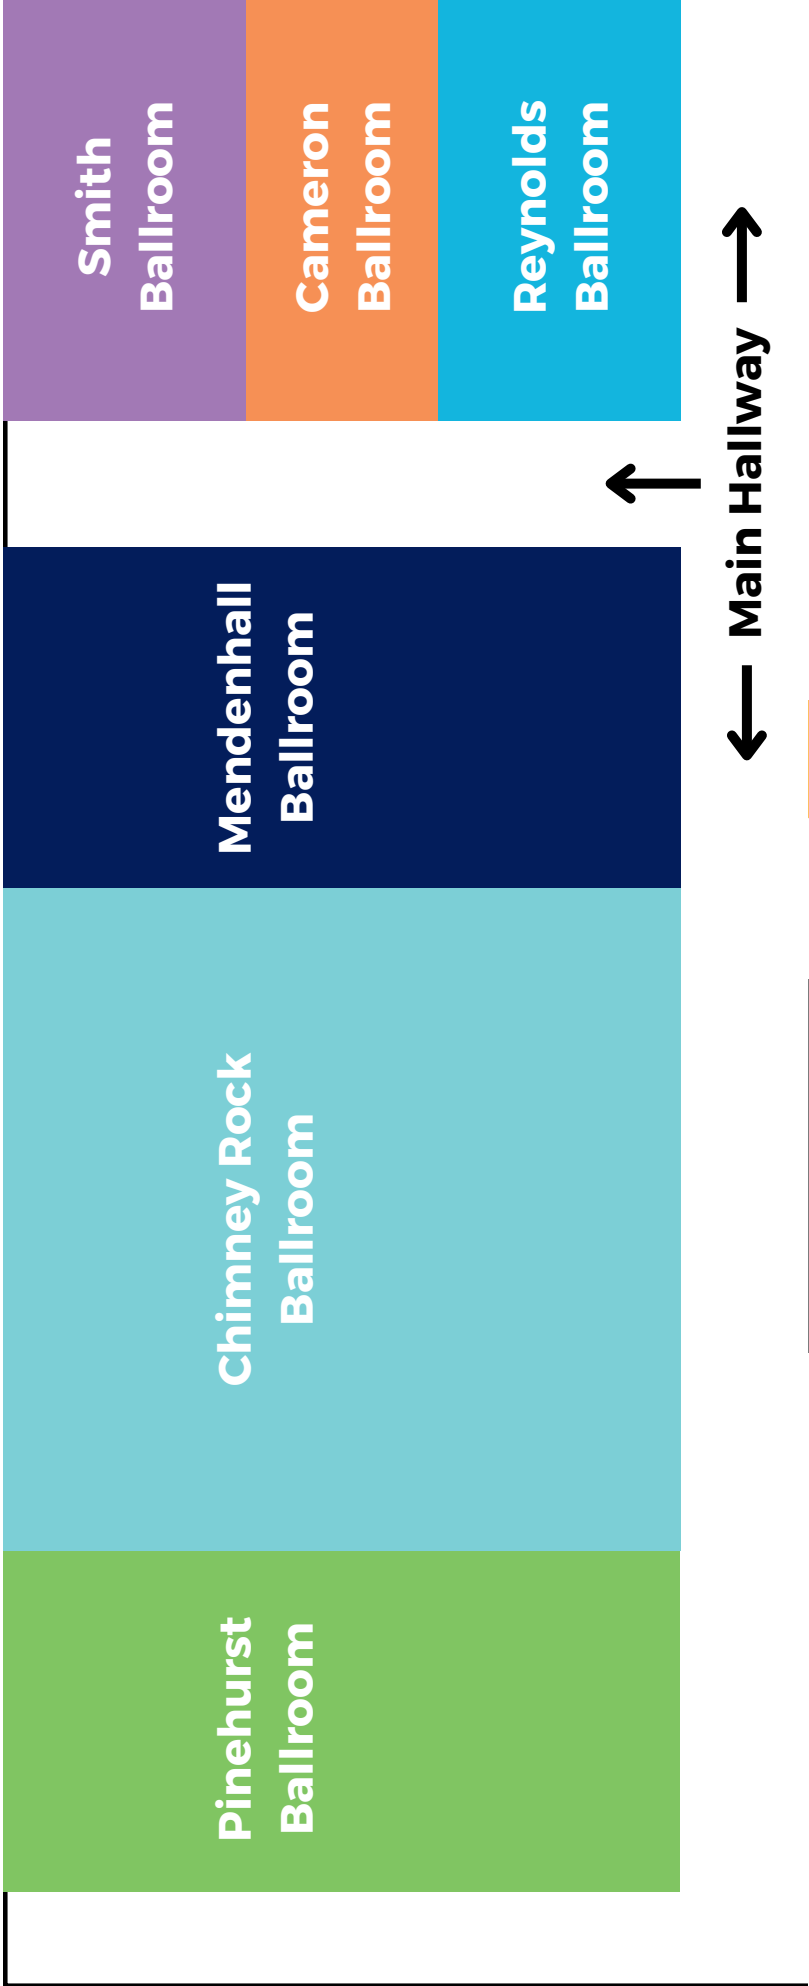 Smith
Ballroom
Cameron
Ballroom
Reynolds
Ballroom
Main Hallway
Mendenhall
Ballroom
Chimney Rock
Ballroom
Pinehurst
Ballroom